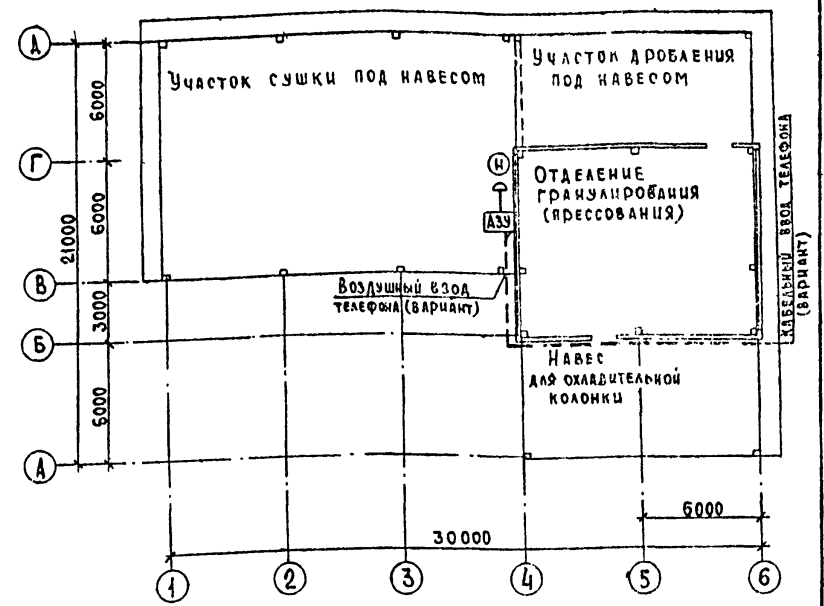 Д
Г
В
Б
А
6000
6000
3000
6000
21000
Участок сушки под навесом
Участок дробления
под навесом
Н
АЗУ
Отделение
гранулирования
(прессования)
Воздушный ввод
телефона (вариант)
Кабельный ввод телефона
(вариант)
Навес
для охладительной
колонки
6000
30000
1
2
3
4
5
6